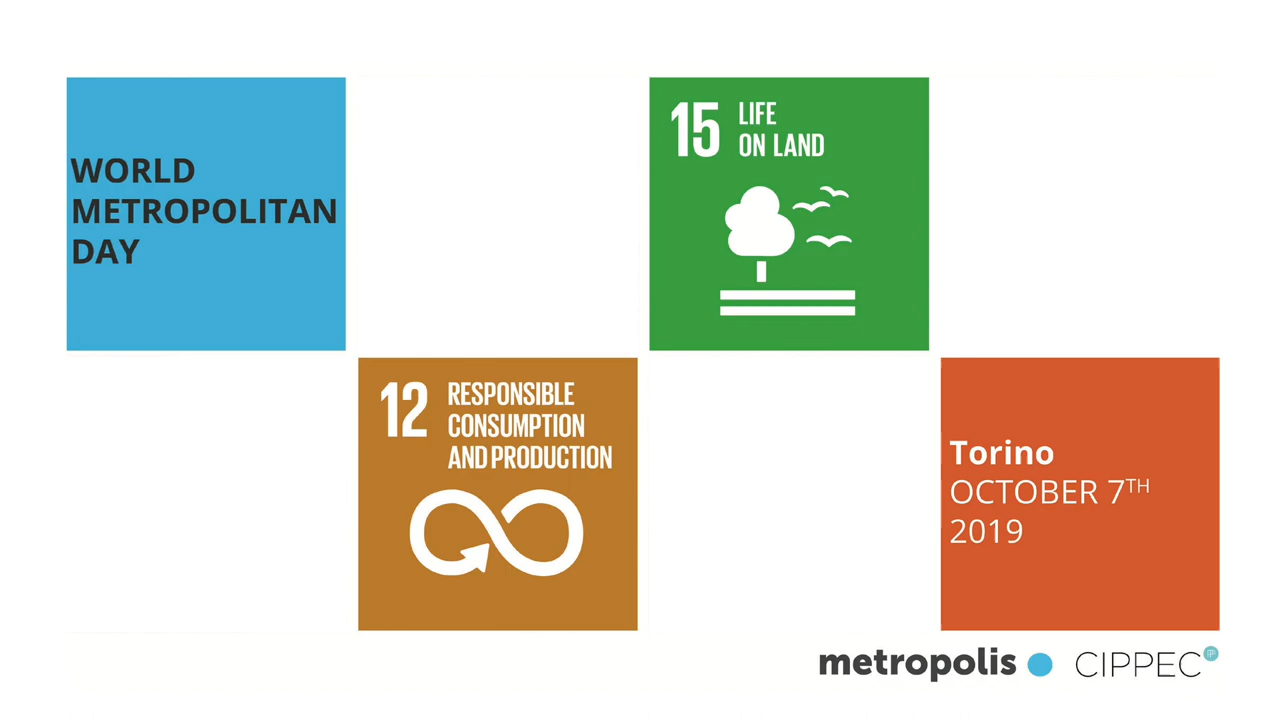 WORLD
METROPOLITAN
DAY
15 LIFE
ON LAND
12 RESPONSIBLE
CONSUMPTION
AND PRODUCTION
Torino
OCTOBER 7TH
2019
metropolis
CIPPEC